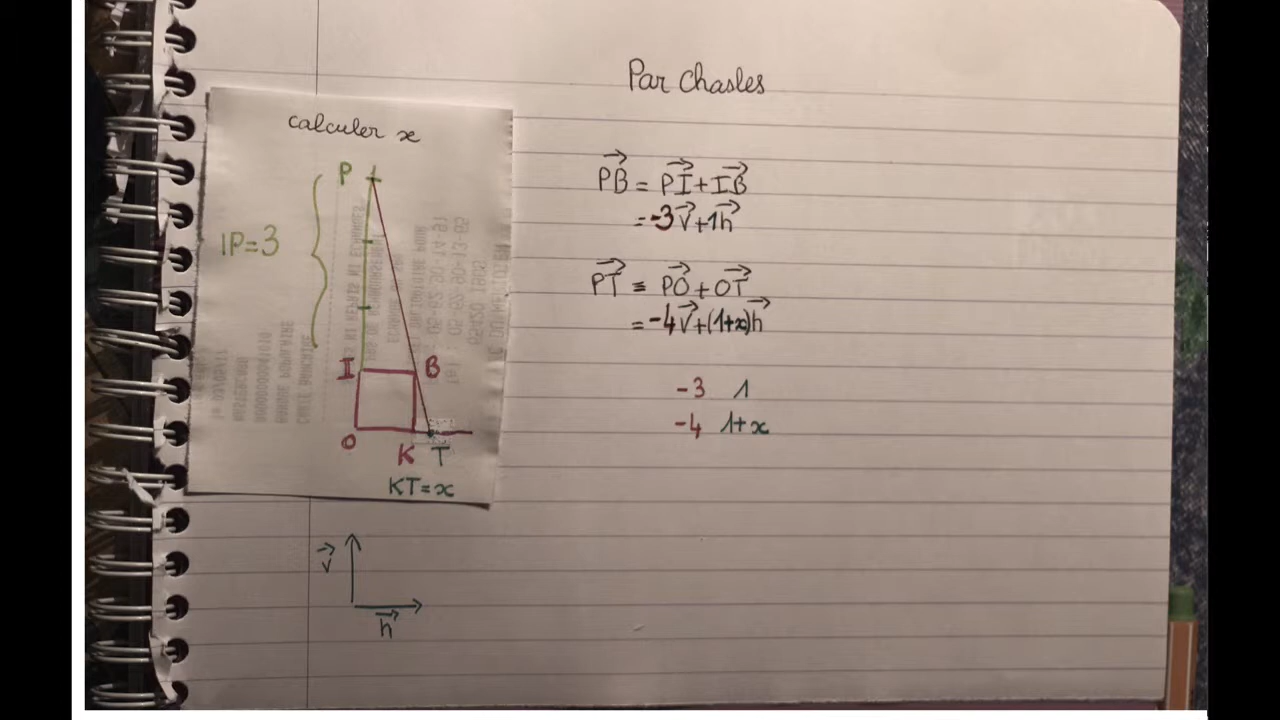 Par Chasles
calculer x
P
IP=3
I
B
O
K
T
KT=x
v
h
PB = PI + IB
= -3v + 1h
PT = PO + OT
= -4v + (1+x)h
-3 1
-4 1+x